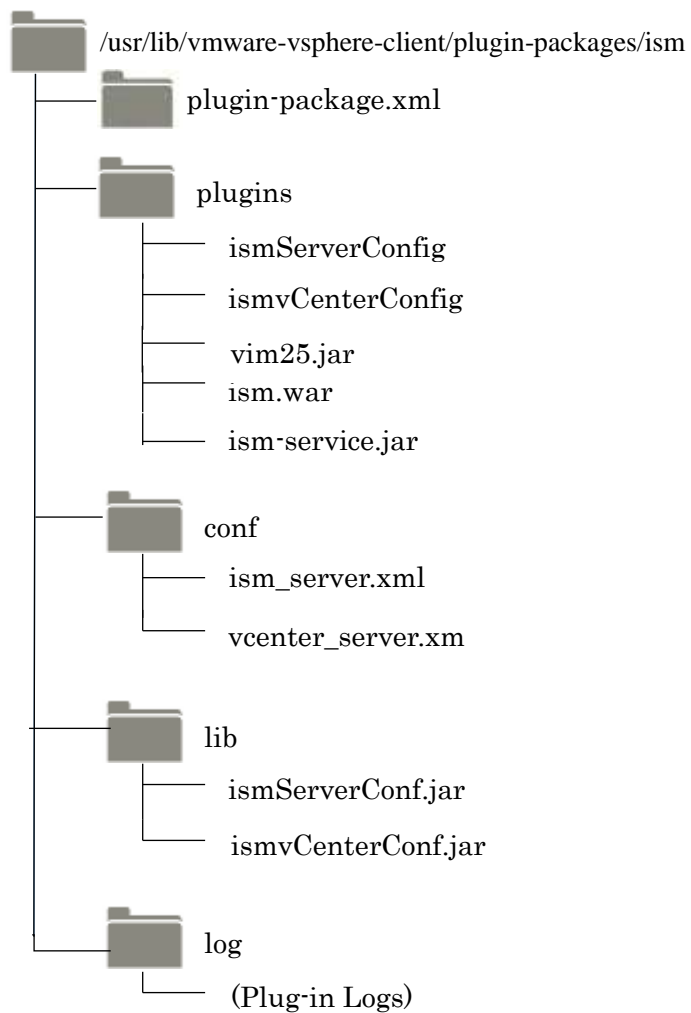 /usr/lib/vmware-vsphere-client/plugin-packages/ism
plugin-package.xml
plugins
ismServerConfig
ismvCenterConfig
vim25.jar
ism.war
ism-service.jar
conf
ism_server.xml
vcenter_server.xm
lib
ismServerConf.jar
ismvCenterConf.jar
log
(Plug-in Logs)